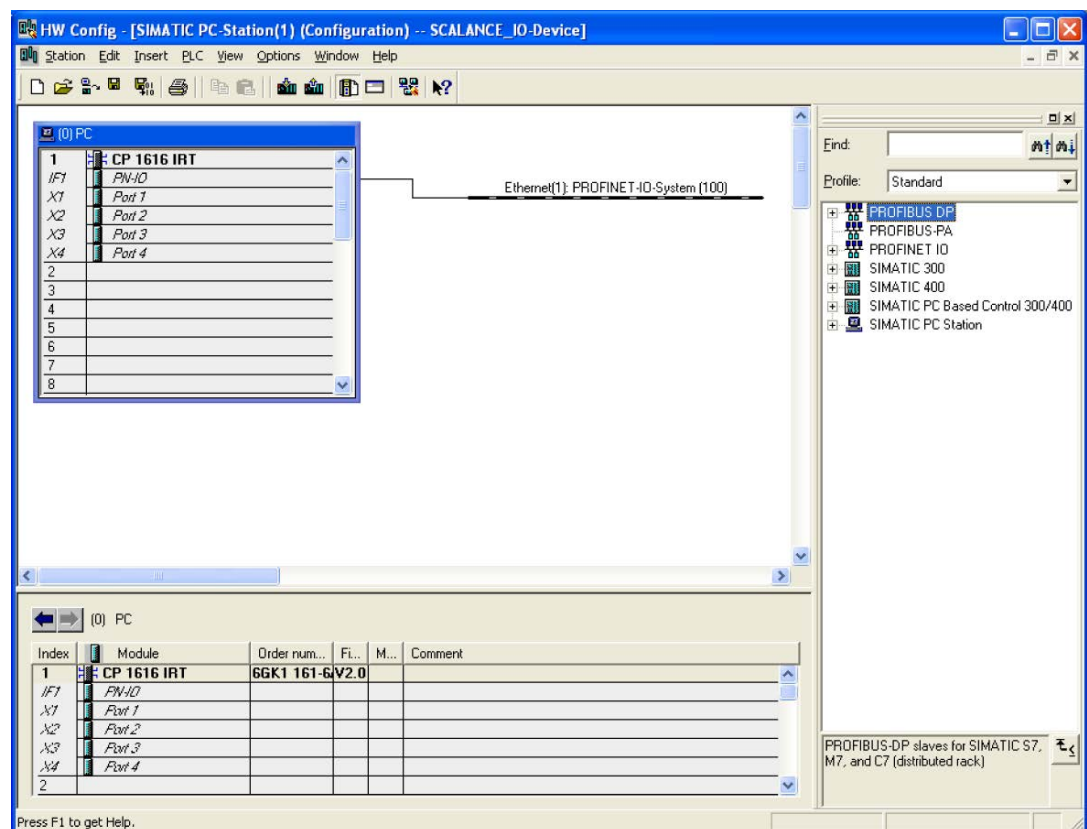 HW Config - [SIMATIC PC-Station(1) (Configuration) -- SCALANCE_IO-Device]
Station Edit Insert PLC View Options Window Help
(0) PC
1 CP 1616 IRT
IF1 PN-IO
X1 Port 1
X2 Port 2
X3 Port 3
X4 Port 4
2
3
4
5
6
7
8
Ethernet(1): PROFINET-IO-System (100)
Find:
Profile: Standard
PROFIBUS DP
PROFIBUS-PA
PROFINET IO
SIMATIC 300
SIMATIC 400
SIMATIC PC Based Control 300/400
SIMATIC PC Station
(0) PC
Index Module Order num... Fi... M... Comment
1 CP 1616 IRT 6GK1 161-6 V2.0
IF1 PN-IO
X1 Port 1
X2 Port 2
X3 Port 3
X4 Port 4
2
PROFIBUS-DP slaves for SIMATIC S7,
M7, and C7 (distributed rack)
Press F1 to get Help.